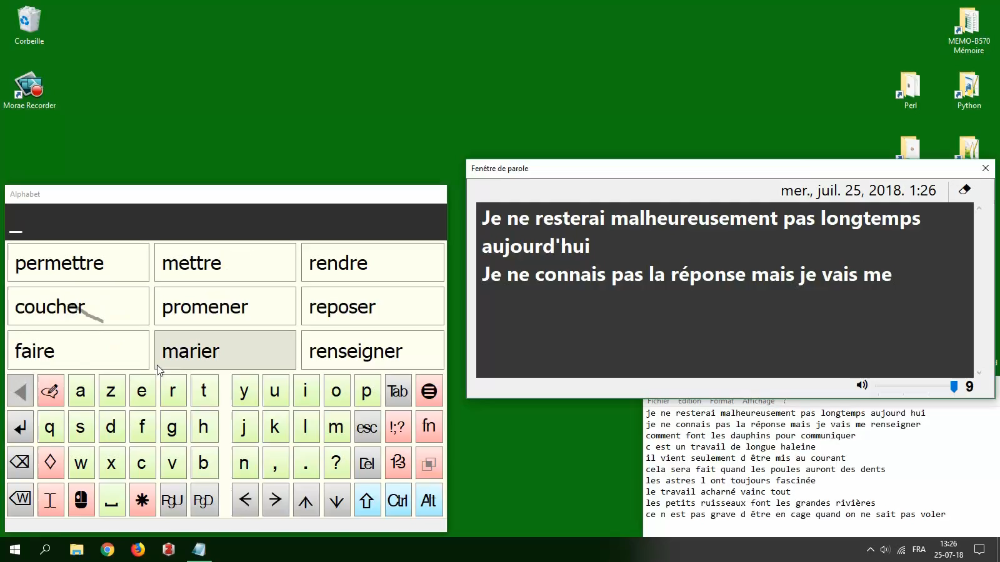 Corbeille
Morae Recorder
MEMO-B570
Mémoire
Perl
Python
Alphabet
_
permettre
mettre
rendre
coucher
promener
reposer
faire
marier
renseigner
a z e r t y u i o p Tab
q s d f g h j k l m esc !;? fn
w x c v b n , . ? Del 123
W PgU PgD Ctrl Alt
Fenêtre de parole
mer., juil. 25, 2018. 1:26
Je ne resterai malheureusement pas longtemps
aujourd'hui
Je ne connais pas la réponse mais je vais me
9
Fichier Edition Format Affichage ?
je ne resterai malheureusement pas longtemps aujourd hui
je ne connais pas la réponse mais je vais me renseigner
comment font les dauphins pour communiquer
c est un travail de longue haleine
il vient seulement d être mis au courant
cela sera fait quand les poules auront des dents
les astres l ont toujours fascinée
le travail acharné vainc tout
les petits ruisseaux font les grandes rivières
ce n est pas grave d être en cage quand on ne sait pas voler
FRA
13:26
25-07-18